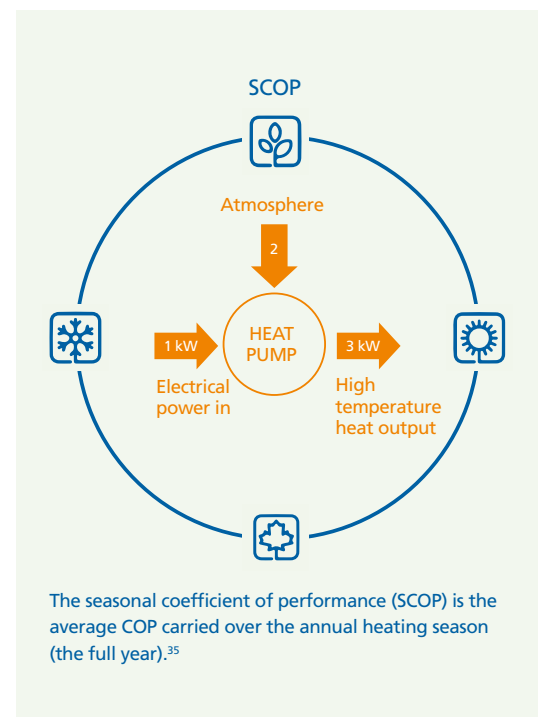 SCOP
Atmosphere
2
1 kW
HEAT
PUMP
3 kW
Electrical
power in
High
temperature
heat output
The seasonal coefficient of performance (SCOP) is the
average COP carried over the annual heating season
(the full year).³⁵